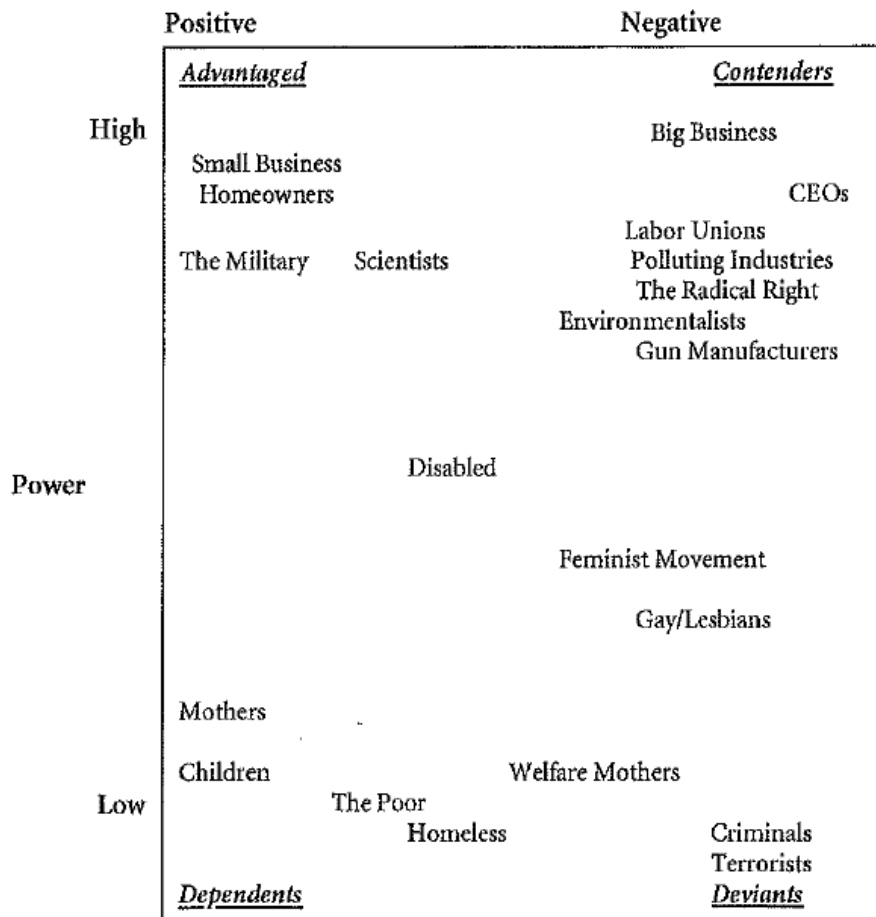 Positive Negative
Advantaged Contenders
High Big Business
Small Business
Homeowners CEOs
Labor Unions
The Military Scientists Polluting Industries
The Radical Right
Environmentalists
Gun Manufacturers
Disabled
Power
Feminist Movement
Gay/Lesbians
Mothers
Children Welfare Mothers
Low The Poor
Homeless Criminals
Terrorists
Dependents Deviants